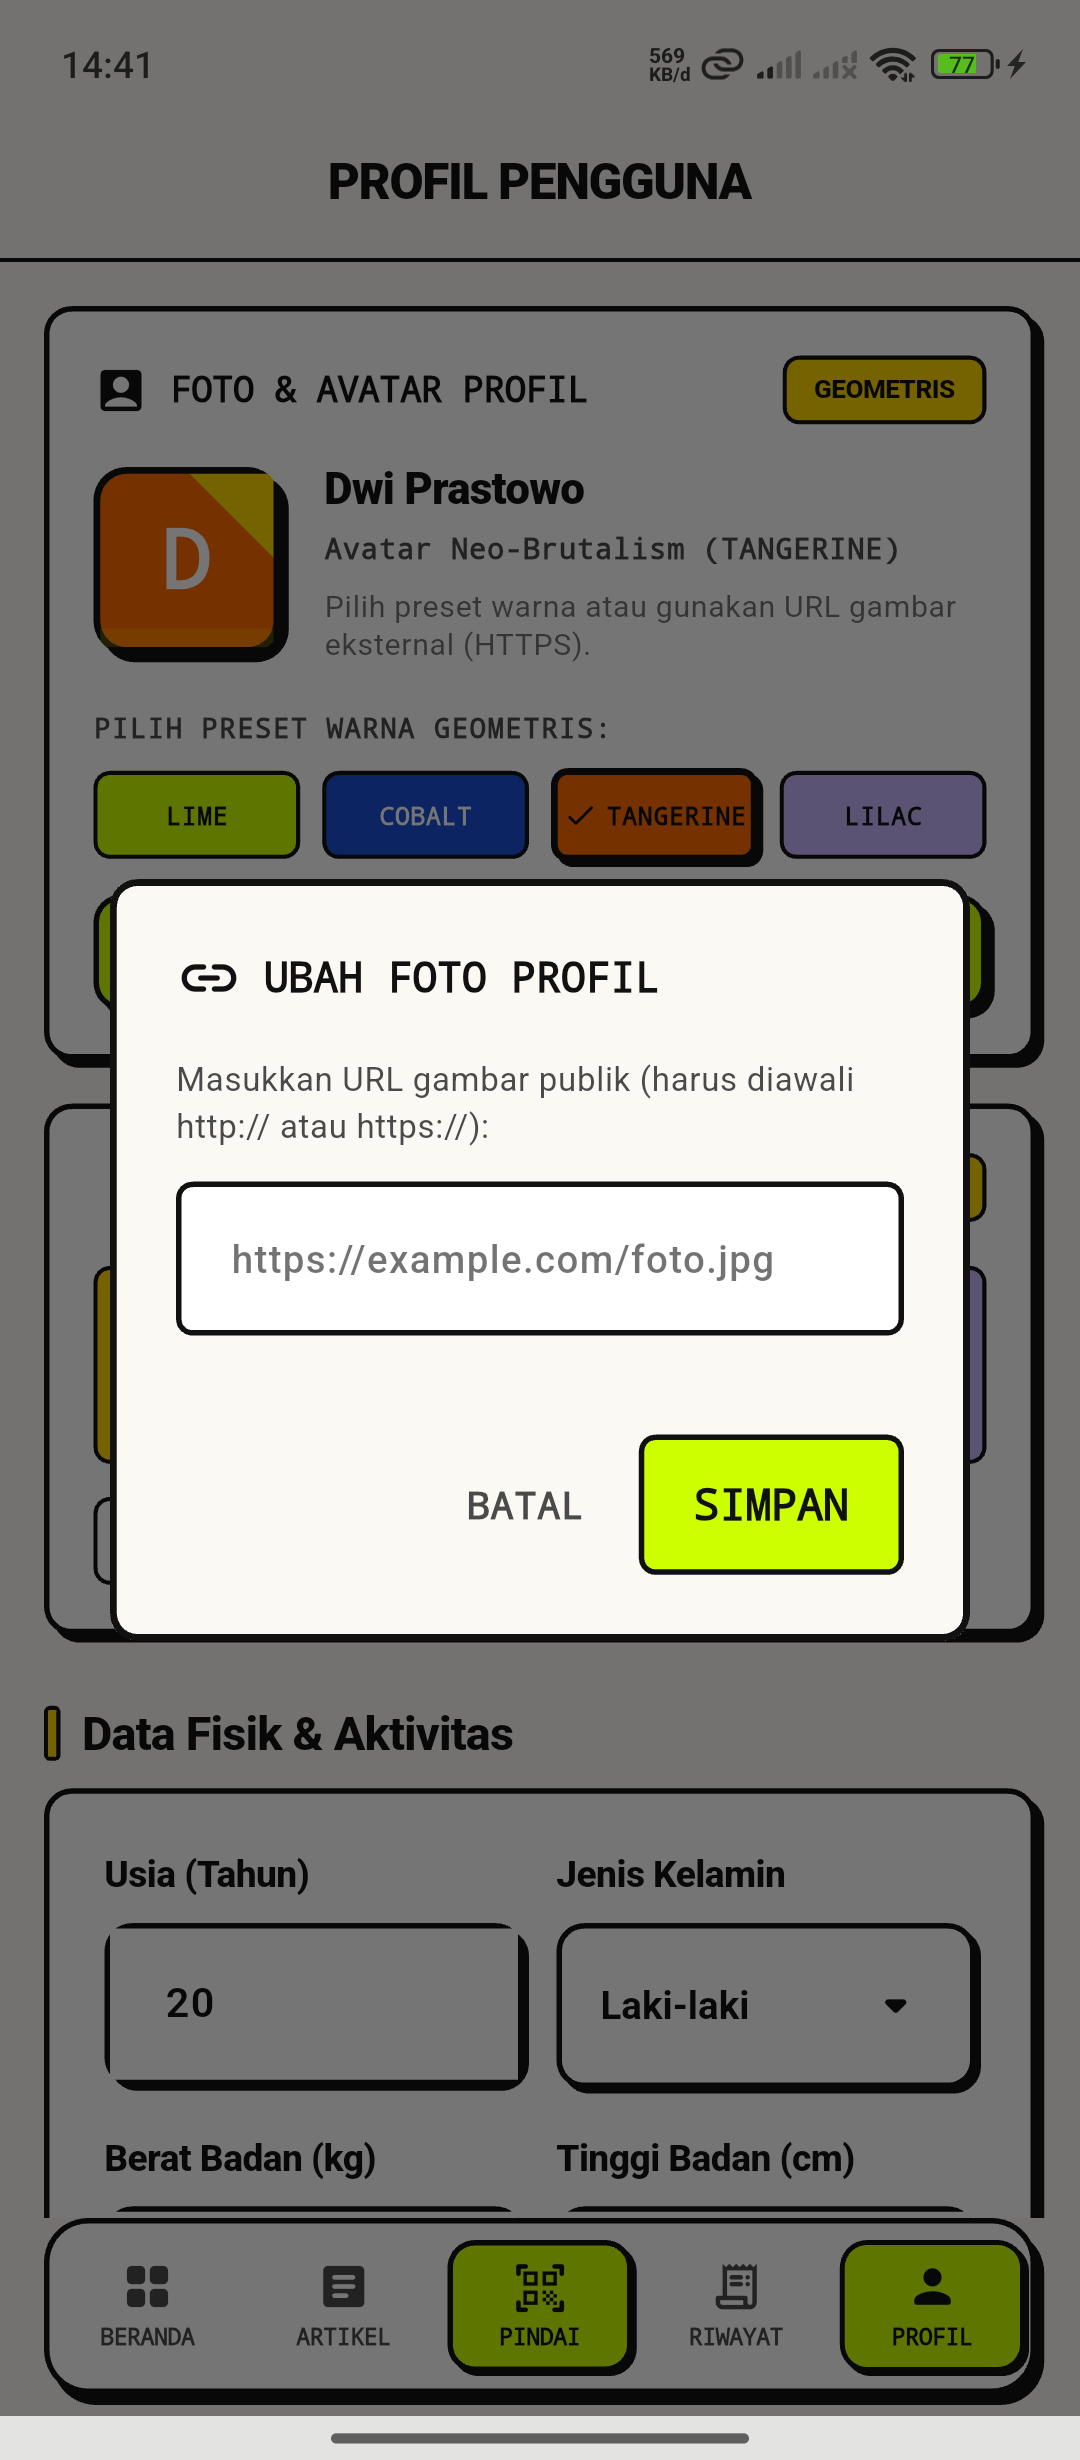 14:41
569
KB/d
77
PROFIL PENGGUNA
FOTO & AVATAR PROFIL
GEOMETRIS
D
Dwi Prastowo
Avatar Neo-Brutalism (TANGERINE)
Pilih preset warna atau gunakan URL gambar
eksternal (HTTPS).
PILIH PRESET WARNA GEOMETRIS:
LIME
COBALT
TANGERINE
LILAC
UBAH FOTO PROFIL
Masukkan URL gambar publik (harus diawali
http:// atau https://):
https://example.com/foto.jpg
BATAL
SIMPAN
Data Fisik & Aktivitas
Usia (Tahun)
Jenis Kelamin
20
Laki-laki
Berat Badan (kg)
Tinggi Badan (cm)
BERANDA
ARTIKEL
PINDAI
RIWAYAT
PROFIL